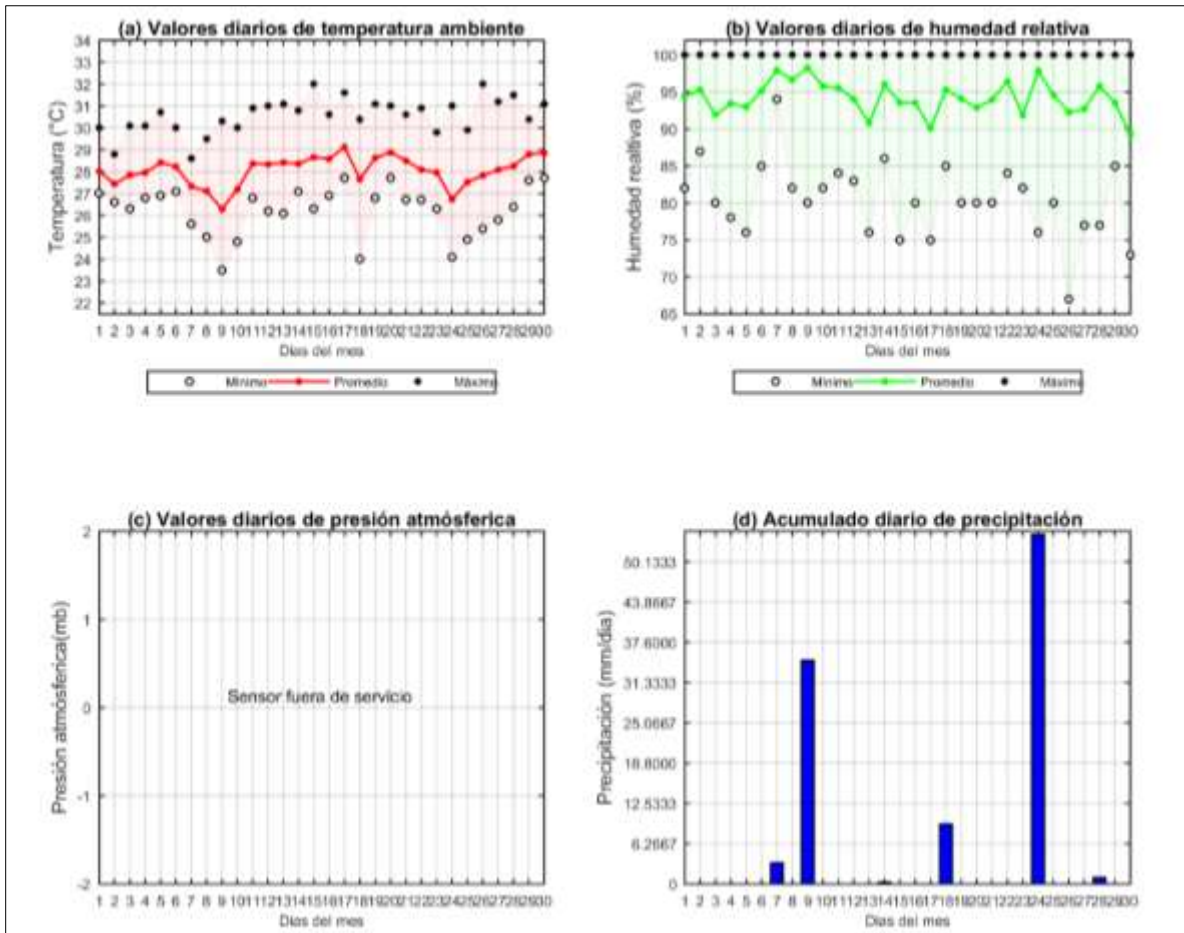 (a) Valores diarios de temperatura ambiente
Temperatura (°C)
34
33
32
31
30
29
28
27
26
25
24
23
22
1 2 3 4 5 6 7 8 9 10 11 12 13 14 15 16 17 18 19 20 21 22 23 24 25 26 27 28 29 30
Días del mes
Mínimo Promedio Máximo
(b) Valores diarios de humedad relativa
Humedad realtiva (%)
100
95
90
85
80
75
70
65
1 2 3 4 5 6 7 8 9 10 11 12 13 14 15 16 17 18 19 20 21 22 23 24 25 26 27 28 29 30
Días del mes
Mínimo Promedio Máximo
(c) Valores diarios de presión atmósferica
Presión atmósferica(mb)
2
1
0
-1
-2
Sensor fuera de servicio
1 2 3 4 5 6 7 8 9 10 11 12 13 14 15 16 17 18 19 20 21 22 23 24 25 26 27 28 29 30
Días del mes
(d) Acumulado diario de precipitación
Precipitación (mm/dia)
50.1333
43.8667
37.6000
31.3333
25.0667
18.8000
12.5333
6.2667
0
1 2 3 4 5 6 7 8 9 10 11 12 13 14 15 16 17 18 19 20 21 22 23 24 25 26 27 28 29 30
Días del mes